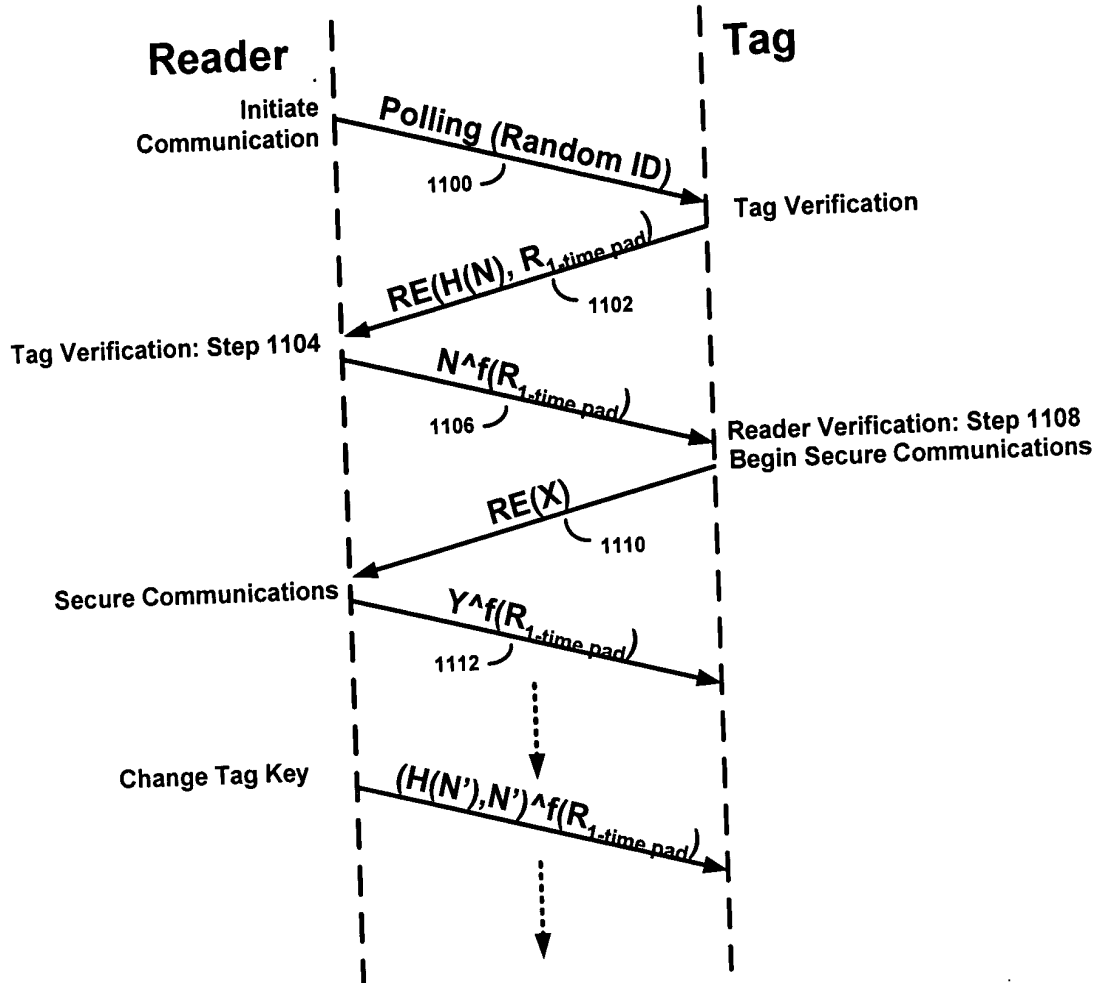 Reader
Tag
Initiate
Communication
Polling (Random ID)
1100
Tag Verification
RE(H(N), R1-time pad)
1102
Tag Verification: Step 1104
N^f(R1-time pad)
1106
Reader Verification: Step 1108
Begin Secure Communications
RE(X)
1110
Secure Communications
Y^f(R1-time pad)
1112
Change Tag Key
(H(N'),N')^f(R1-time pad)